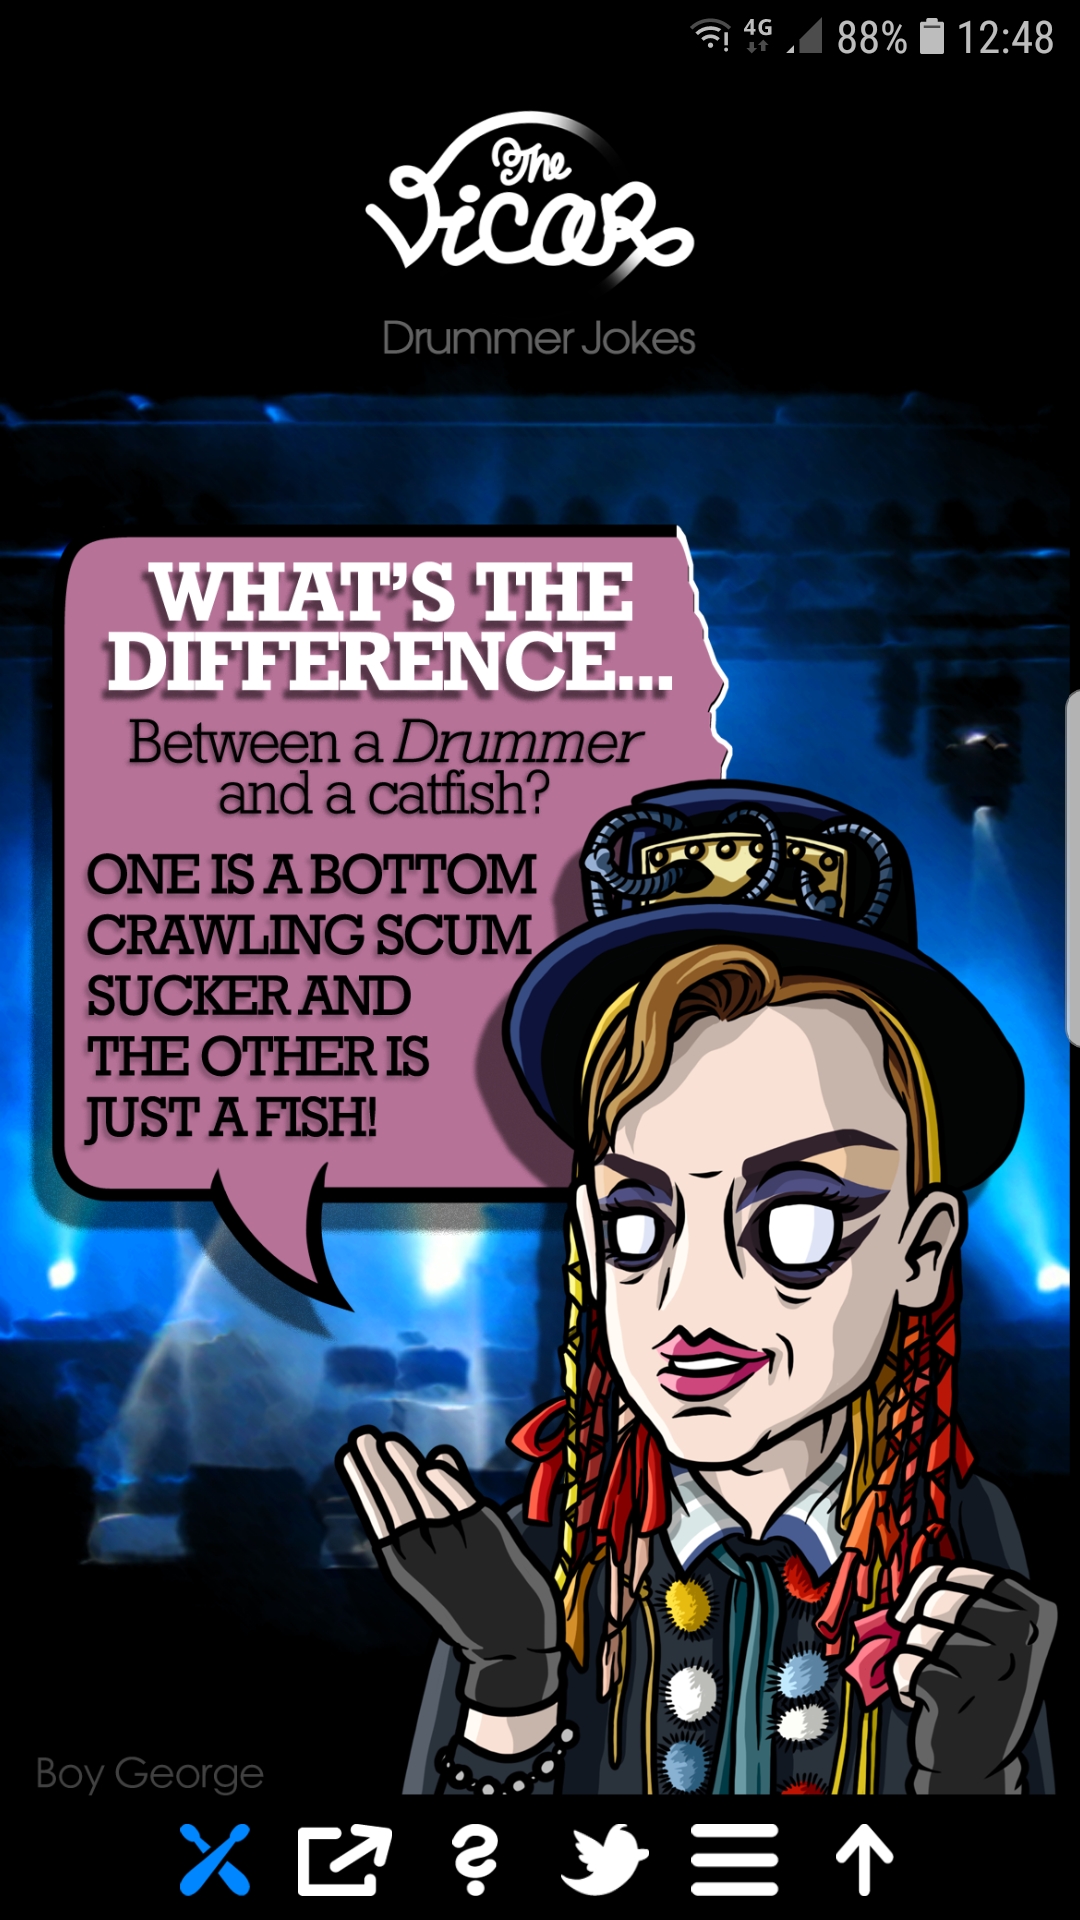 4G 88% 12:48
The
Vicar
Drummer Jokes
WHAT'S THE
DIFFERENCE...
Between a Drummer
and a catfish?
ONE IS A BOTTOM
CRAWLING SCUM
SUCKER AND
THE OTHER IS
JUST A FISH!
Boy George
?